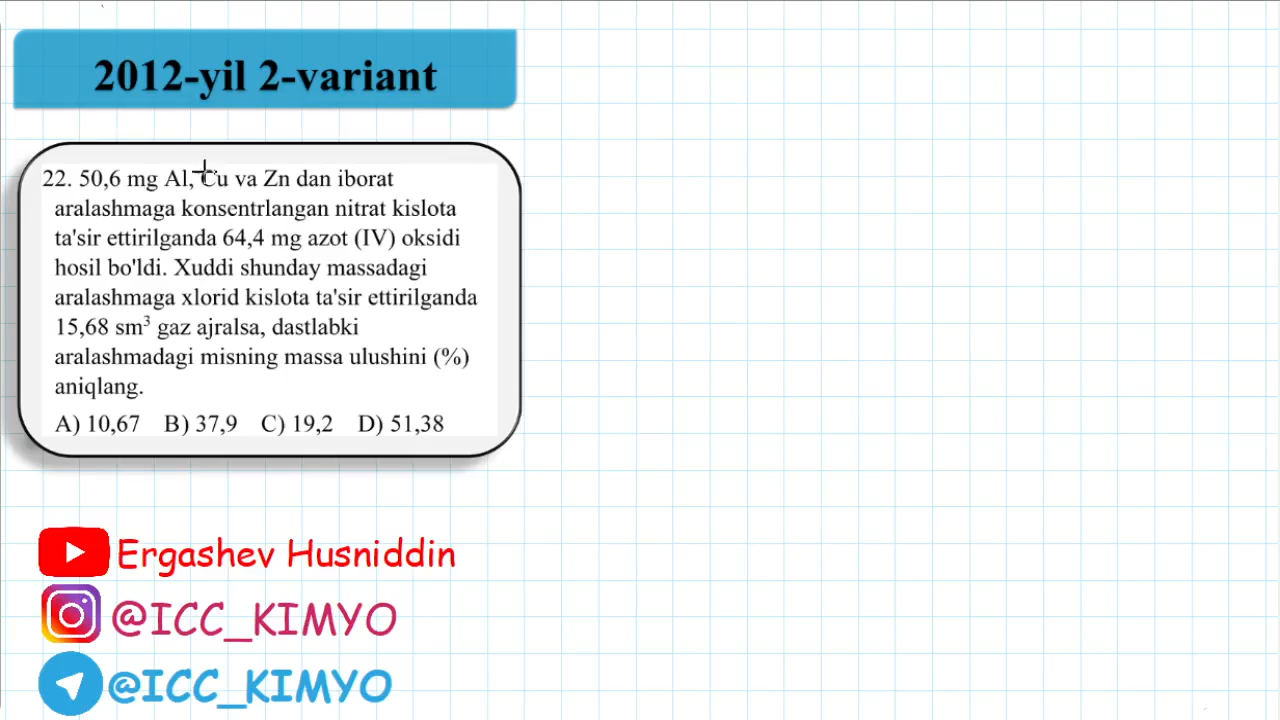 2012-yil 2-variant
22. 50,6 mg Al, Cu va Zn dan iborat
aralashmaga konsentrlangan nitrat kislota
ta'sir ettirilganda 64,4 mg azot (IV) oksidi
hosil bo'ldi. Xuddi shunday massadagi
aralashmaga xlorid kislota ta'sir ettirilganda
15,68 sm³ gaz ajralsa, dastlabki
aralashmadagi misning massa ulushini (%)
aniqlang.
A) 10,67 B) 37,9 C) 19,2 D) 51,38
Ergashev Husniddin
@ICC_KIMYO
@ICC_KIMYO